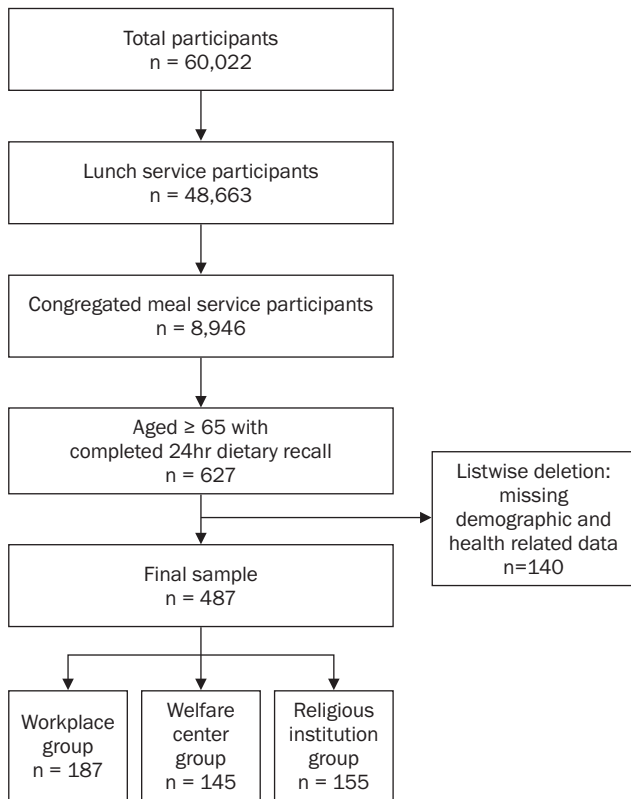 Total participants
n = 60,022
Lunch service participants
n = 48,663
Congregated meal service participants
n = 8,946
Aged ≥ 65 with
completed 24hr dietary recall
n = 627
Listwise deletion:
missing
demographic and
health related data
n=140
Final sample
n = 487
Workplace
group
n = 187
Welfare
center
group
n = 145
Religious
institution
group
n = 155